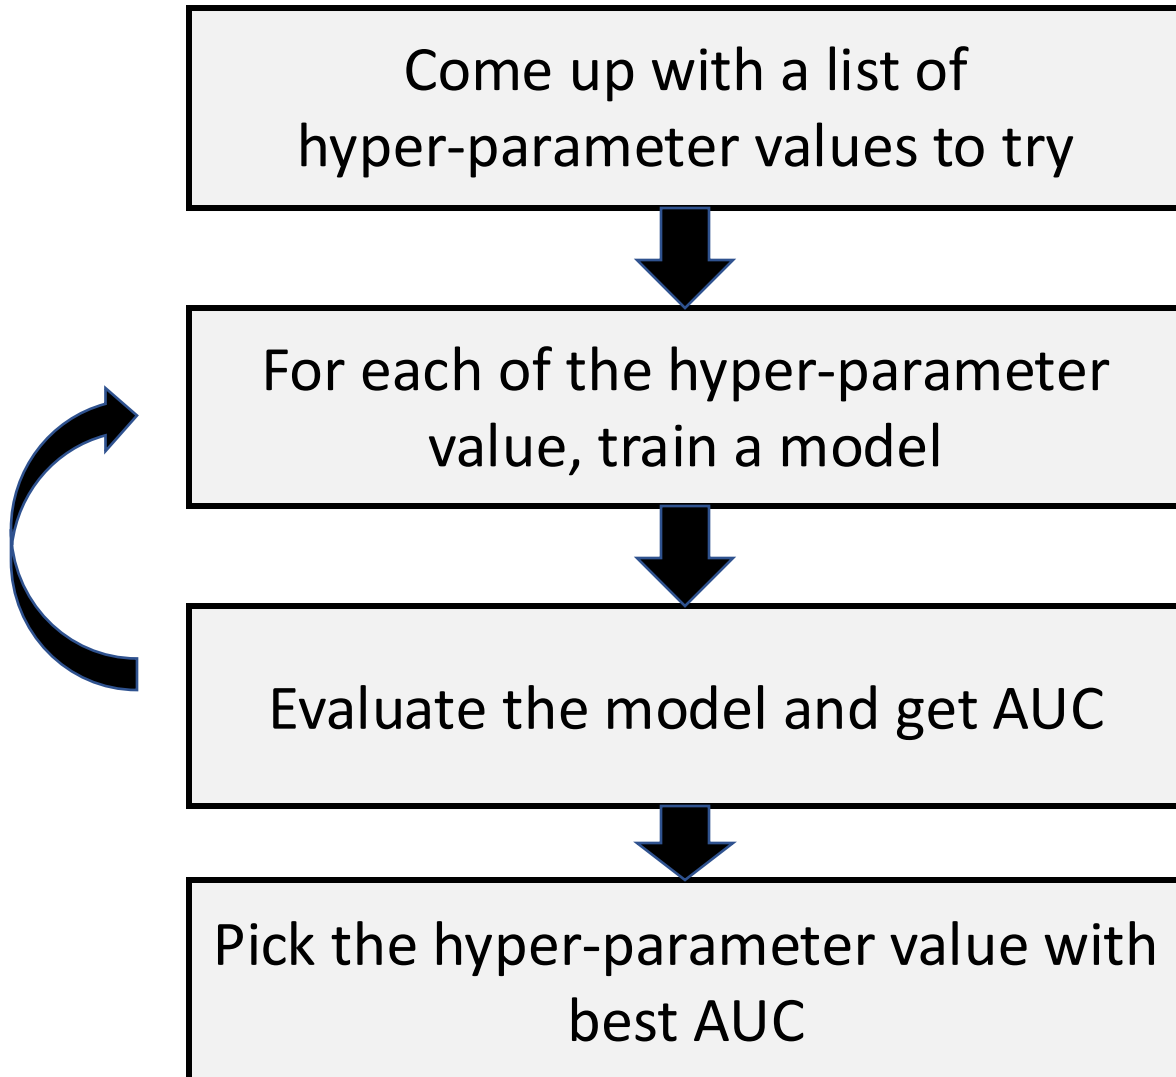 Come up with a list of
hyper-parameter values to try
For each of the hyper-parameter
value, train a model
Evaluate the model and get AUC
Pick the hyper-parameter value with
best AUC